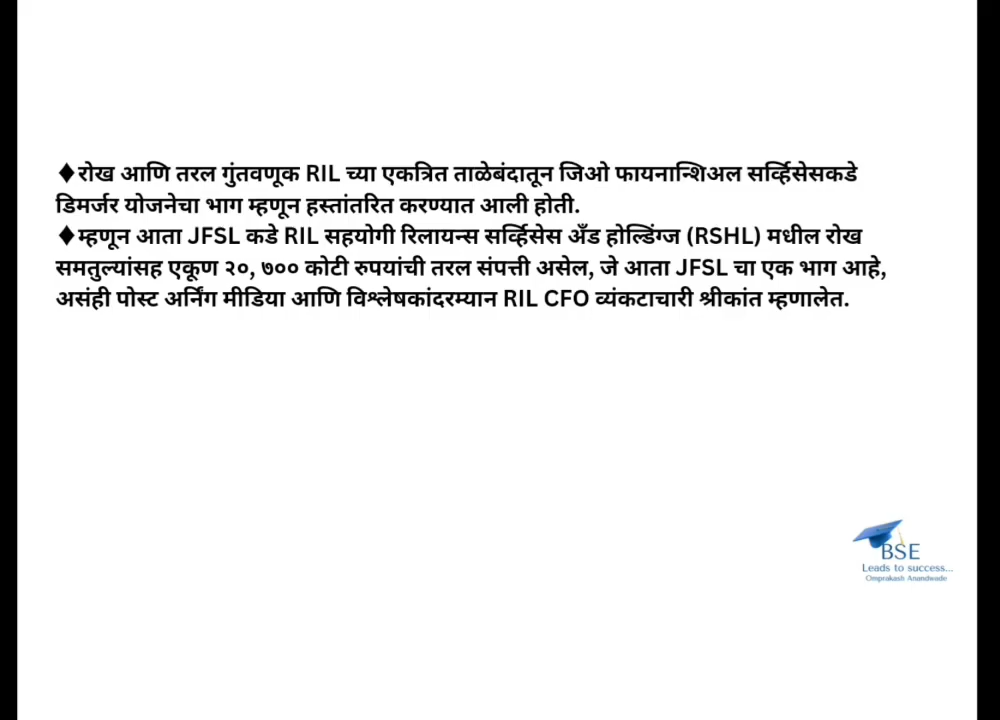 ♦रोख आणि तरल गुंतवणूक RIL च्या एकत्रित ताळेबंदातून जिओ फायनान्शिअल सर्व्हिसेसकडे
डिमर्जर योजनेचा भाग म्हणून हस्तांतरित करण्यात आली होती.
♦म्हणून आता JFSL कडे RIL सहयोगी रिलायन्स सर्व्हिसेस अँड होल्डिंग्ज (RSHL) मधील रोख
समतुल्यांसह एकूण २०, ७०० कोटी रुपयांची तरल संपत्ती असेल, जे आता JFSL चा एक भाग आहे,
असंही पोस्ट अर्निंग मीडिया आणि विश्लेषकांदरम्यान RIL CFO व्यंकटाचारी श्रीकांत म्हणालेत.
BSE
Leads to success...
Omprakash Anandwade